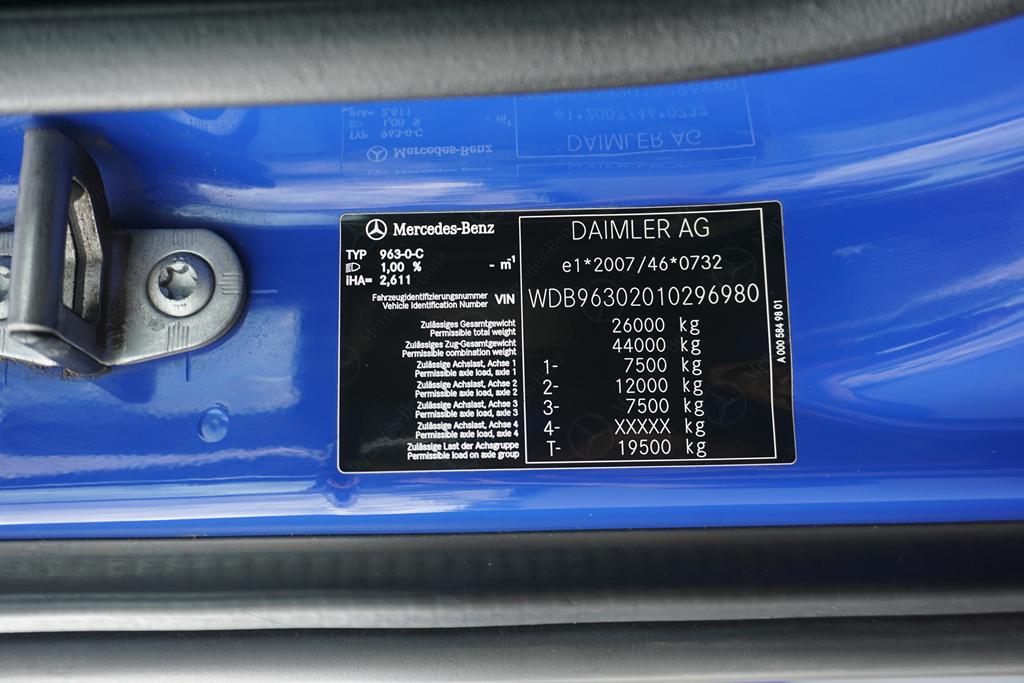 Mercedes-Benz
TYP 963-0-C
1,00 % - m⁻¹
iHA= 2,611
Fahrzeugidentifizierungsnummer
Vehicle Identification Number VIN
Zulässiges Gesamtgewicht
Permissible total weight
Zulässiges Zug-Gesamtgewicht
Permissible combination weight
Zulässige Achslast, Achse 1
Permissible axle load, axle 1
Zulässige Achslast, Achse 2
Permissible axle load, axle 2
Zulässige Achslast, Achse 3
Permissible axle load, axle 3
Zulässige Achslast, Achse 4
Permissible axle load, axle 4
Zulässige Last der Achsgruppe
Permissible load on axle group
DAIMLER AG
e1*2007/46*0732
WDB96302010296980
26000 kg
44000 kg
1- 7500 kg
2- 12000 kg
3- 7500 kg
4- XXXXX kg
T- 19500 kg
A 000 584 98 01